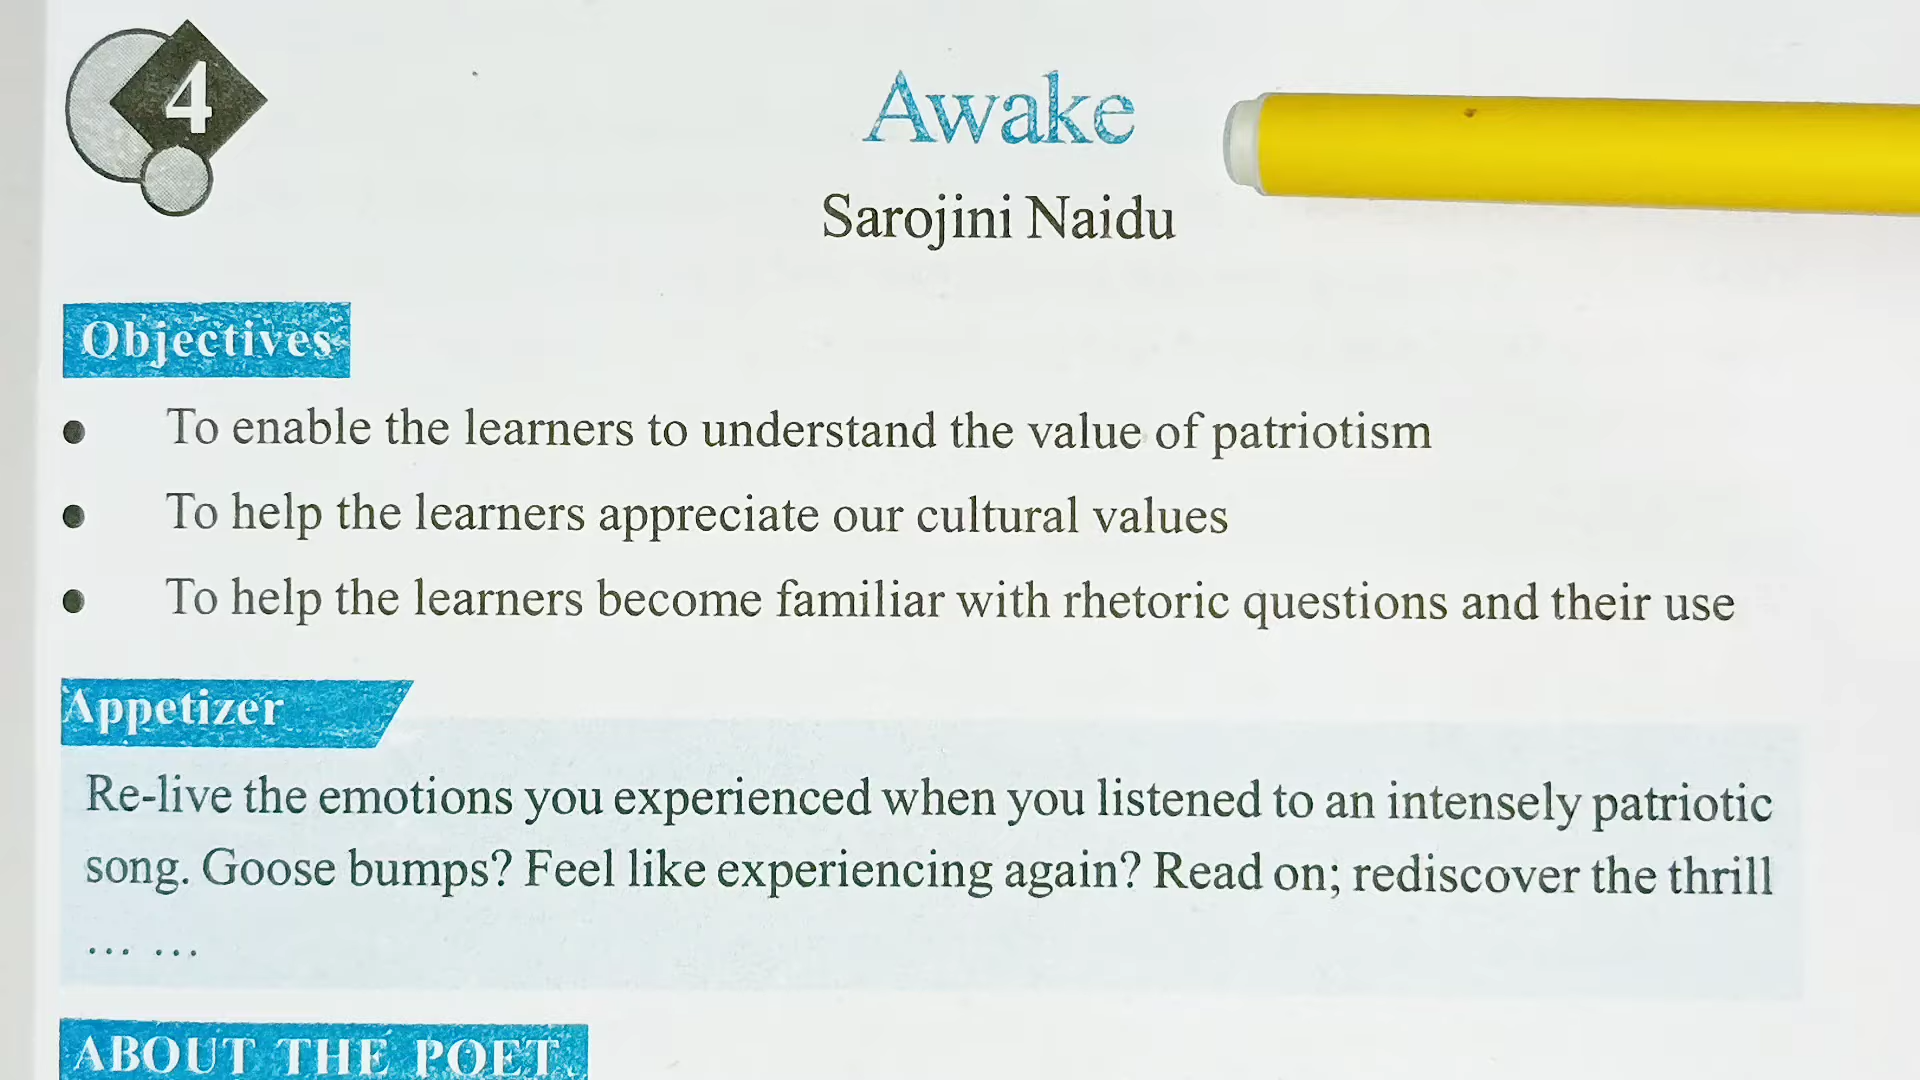 4
Awake
Sarojini Naidu
Objectives
• To enable the learners to understand the value of patriotism
• To help the learners appreciate our cultural values
• To help the learners become familiar with rhetoric questions and their use
Appetizer
Re-live the emotions you experienced when you listened to an intensely patriotic
song. Goose bumps? Feel like experiencing again? Read on; rediscover the thrill
... ...
ABOUT THE POET